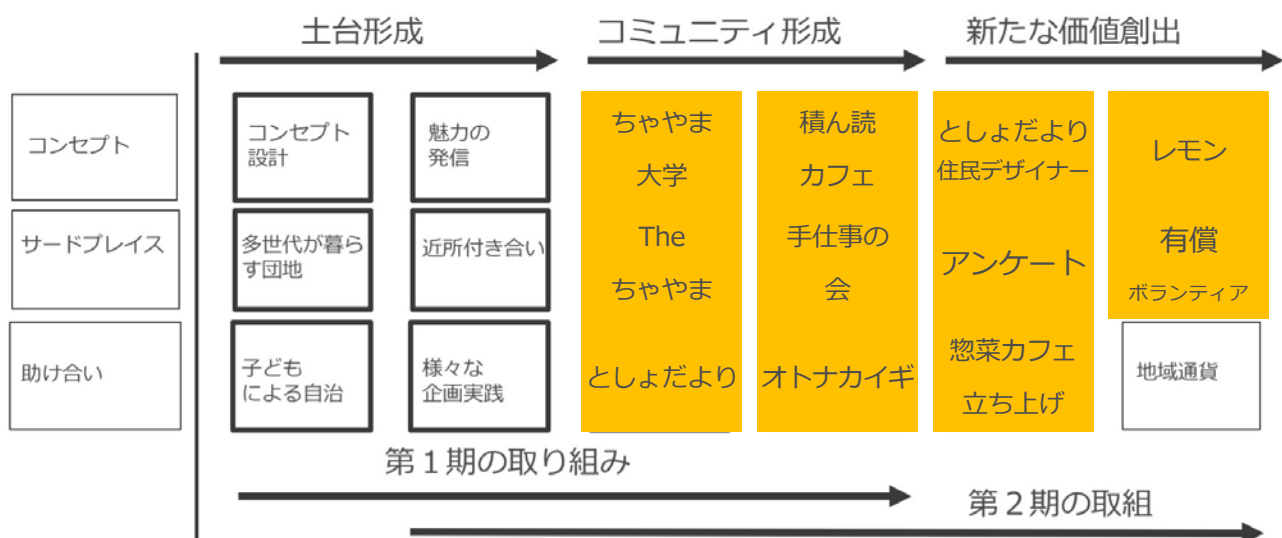 土台形成
コミュニティ形成
新たな価値創出
コンセプト
コンセプト
設計
魅力の
発信
ちゃやま
大学
積ん読
カフェ
としょだより
住民デザイナー
レモン
サードプレイス
多世代が暮ら
す団地
近所付き合い
The
ちゃやま
手仕事の
会
アンケート
有償
ボランティア
助け合い
子ども
による自治
様々な
企画実践
としょだより
オトナカイギ
惣菜カフェ
立ち上げ
地域通貨
第１期の取り組み
第２期の取組